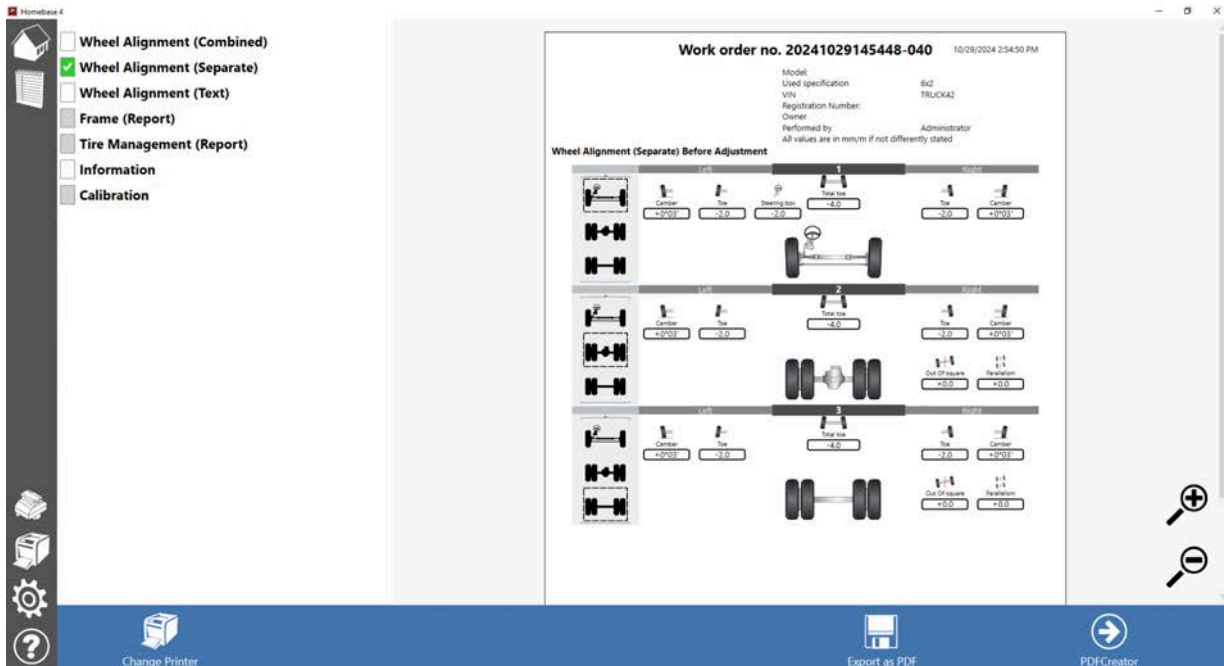 Homebase 4
Wheel Alignment (Combined)
Wheel Alignment (Separate)
Wheel Alignment (Text)
Frame (Report)
Tire Management (Report)
Information
Calibration
Work order no. 20241029145448-040 10/29/2024 2:54:50 PM
Model:
Used specification 6x2
VIN TRUCK42
Registration Number:
Owner
Performed by Administrator
All values are in mm/m if not differently stated
Wheel Alignment (Separate) Before Adjustment
Left 1 Right
Camber Toe Steering box Total toe Toe Camber
+0°03' -2.0 -2.0 -4.0 -2.0 +0°03'
Left 2 Right
Camber Toe Total toe Toe Camber
+0°03' -2.0 -4.0 -2.0 +0°03'
Out Of square Parallelism
+0.0 +0.0
Left 3 Right
Camber Toe Total toe Toe Camber
+0°03' -2.0 -4.0 -2.0 +0°03'
Out Of square Parallelism
+0.0 +0.0
Change Printer Export as PDF PDFCreator